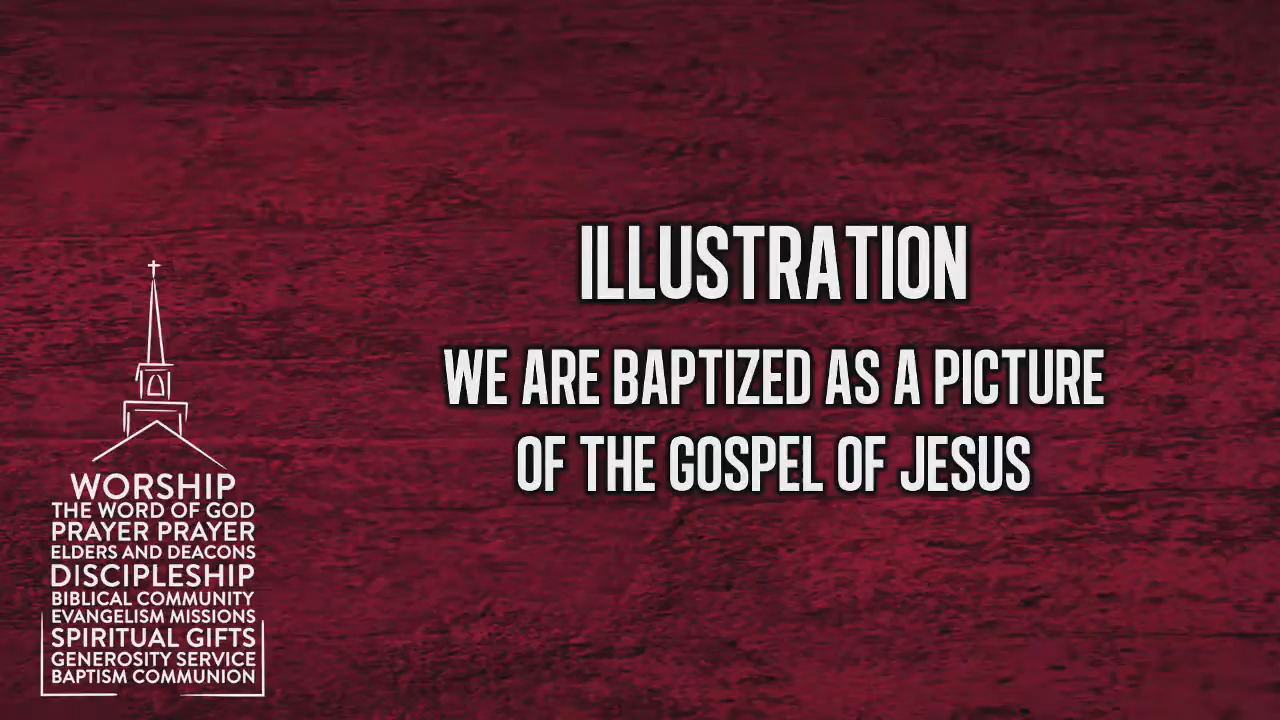 ILLUSTRATION
WE ARE BAPTIZED AS A PICTURE
OF THE GOSPEL OF JESUS
WORSHIP
THE WORD OF GOD
PRAYER PRAYER
ELDERS AND DEACONS
DISCIPLESHIP
BIBLICAL COMMUNITY
EVANGELISM MISSIONS
SPIRITUAL GIFTS
GENEROSITY SERVICE
BAPTISM COMMUNION